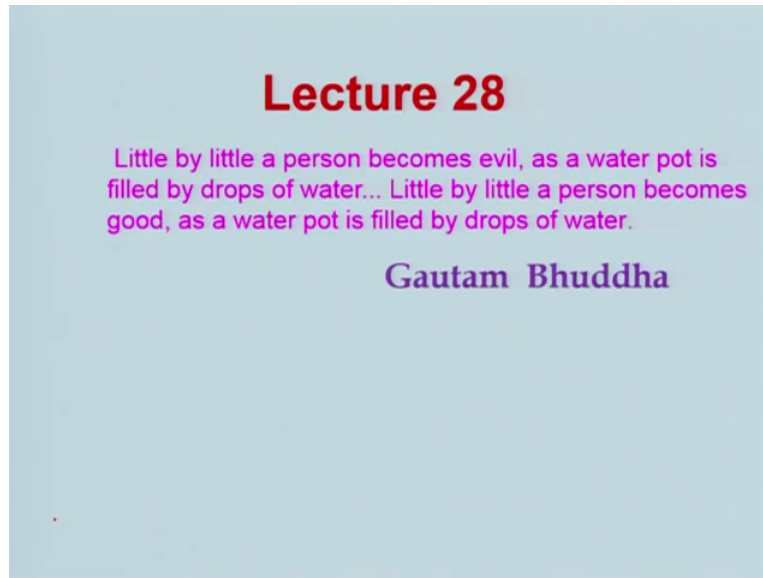 Lecture 28
Little by little a person becomes evil, as a water pot is
filled by drops of water... Little by little a person becomes
good, as a water pot is filled by drops of water.
Gautam Bhuddha